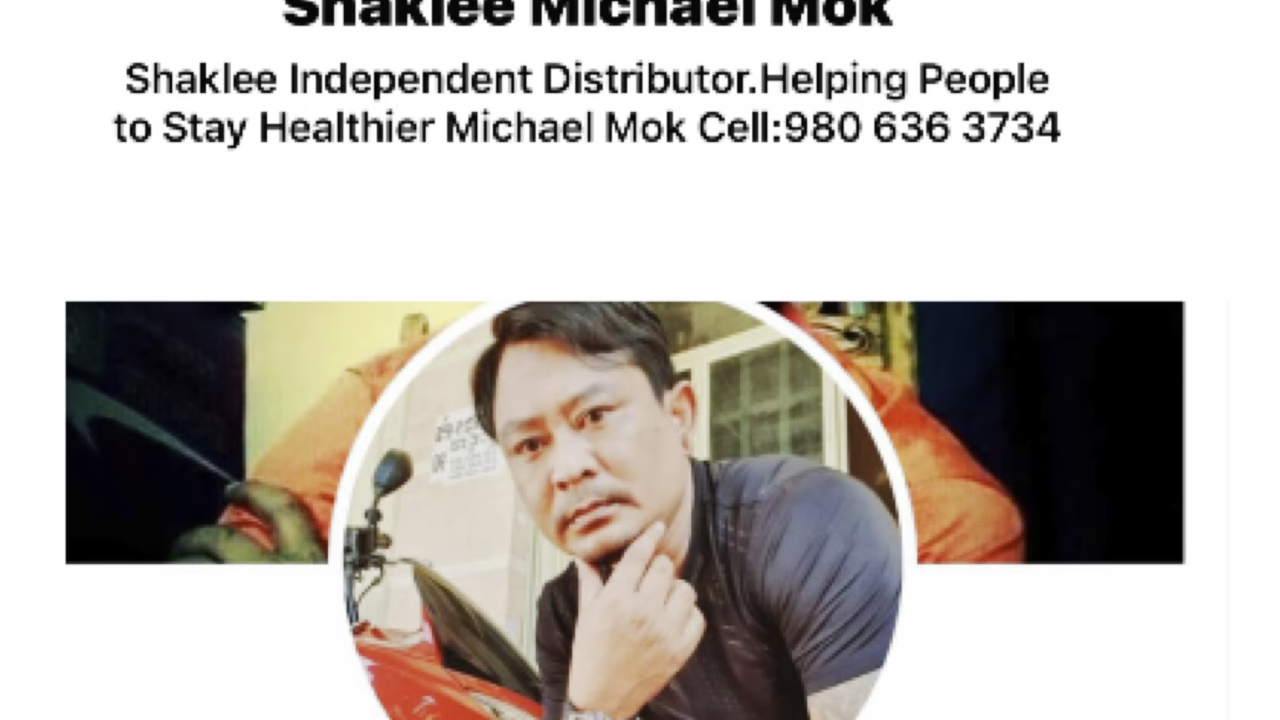 Shaklee Michael Mok
Shaklee Independent Distributor.Helping People
to Stay Healthier Michael Mok Cell:980 636 3734